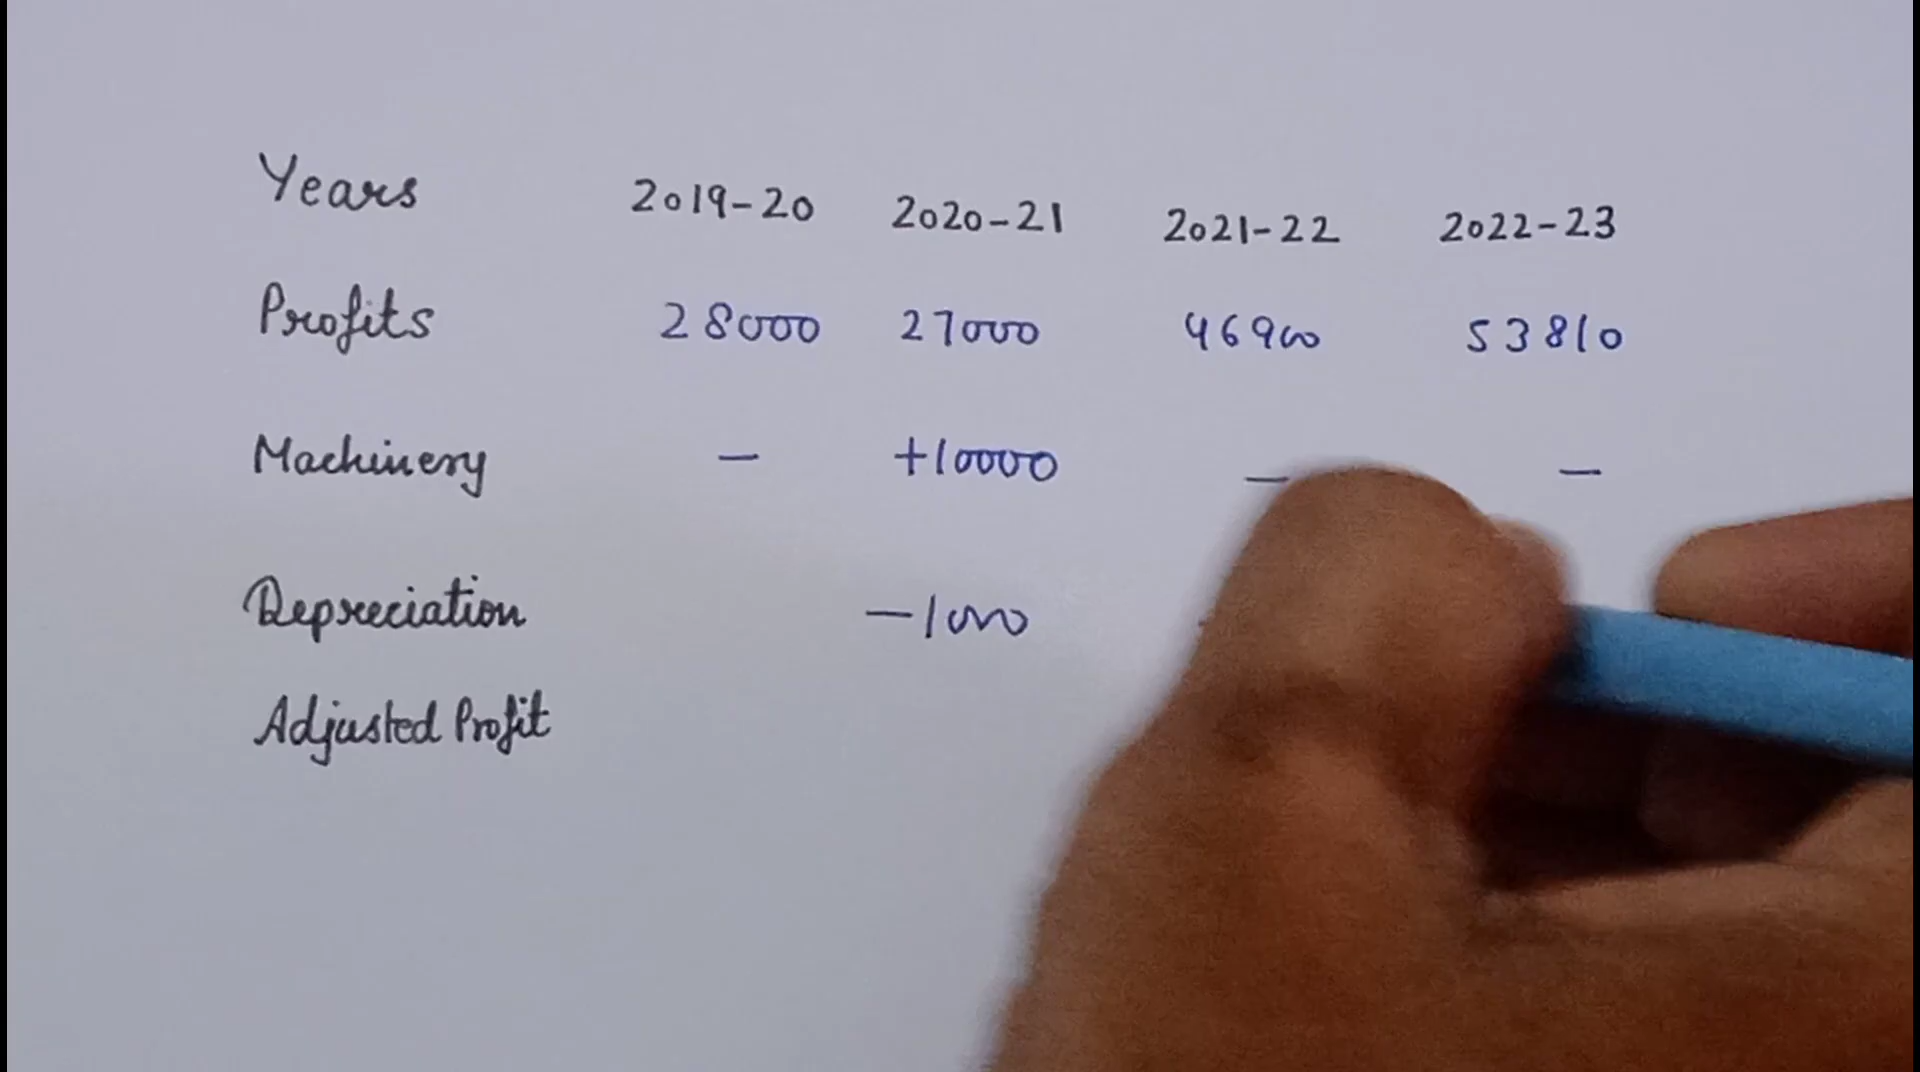 Years 2019-20 2020-21 2021-22 2022-23
Profits 28000 27000 46900 53810
Machinery - +10000 - -
Depreciation -1000
Adjusted Profit